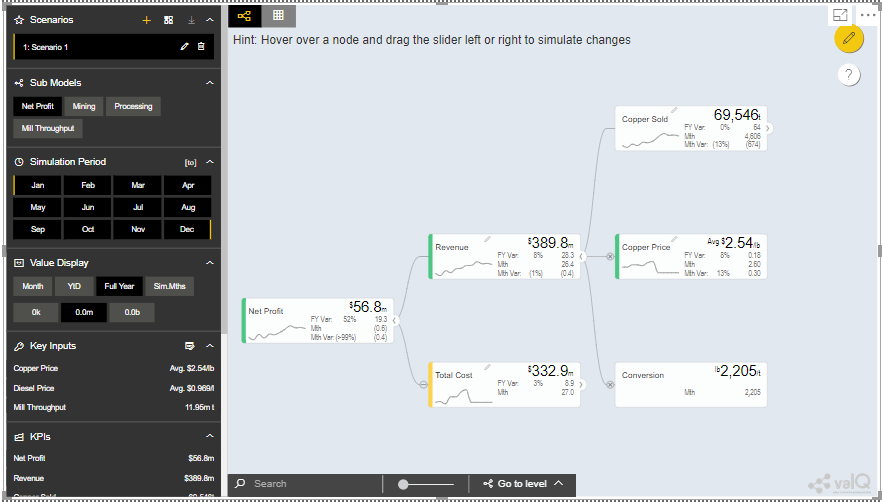 Scenarios
1: Scenario 1
Sub Models
Net Profit Mining Processing
Mill Throughput
Simulation Period [to]
Jan Feb Mar Apr
May Jun Jul Aug
Sep Oct Nov Dec
Value Display
Month YtD Full Year Sim.Mths
0k 0.0m 0.0b
Key Inputs
Copper Price Avg. $2.54/lb
Diesel Price Avg. $0.969/l
Mill Throughput 11.95m t
KPIs
Net Profit $56.8m
Revenue $389.8m
Hint: Hover over a node and drag the slider left or right to simulate changes
?
Net Profit $56.8m
FY Var: 52% 19.3
Mth (0.6)
Mth Var: (>99%) (0.4)
Revenue $389.8m
FY Var: 8% 28.3
Mth 26.4
Mth Var: (1%) (0.4)
Total Cost $332.9m
FY Var: 3% 8.9
Mth 27.0
Copper Sold 69,546t
FY Var: 0% 64
Mth 4,606
Mth Var: (13%) (674)
Copper Price Avg $2.54/lb
FY Var: 8% 0.18
Mth 2.60
Mth Var: 13% 0.30
Conversion lb2,205/t
Mth 2,205
Search
Go to level
valQ